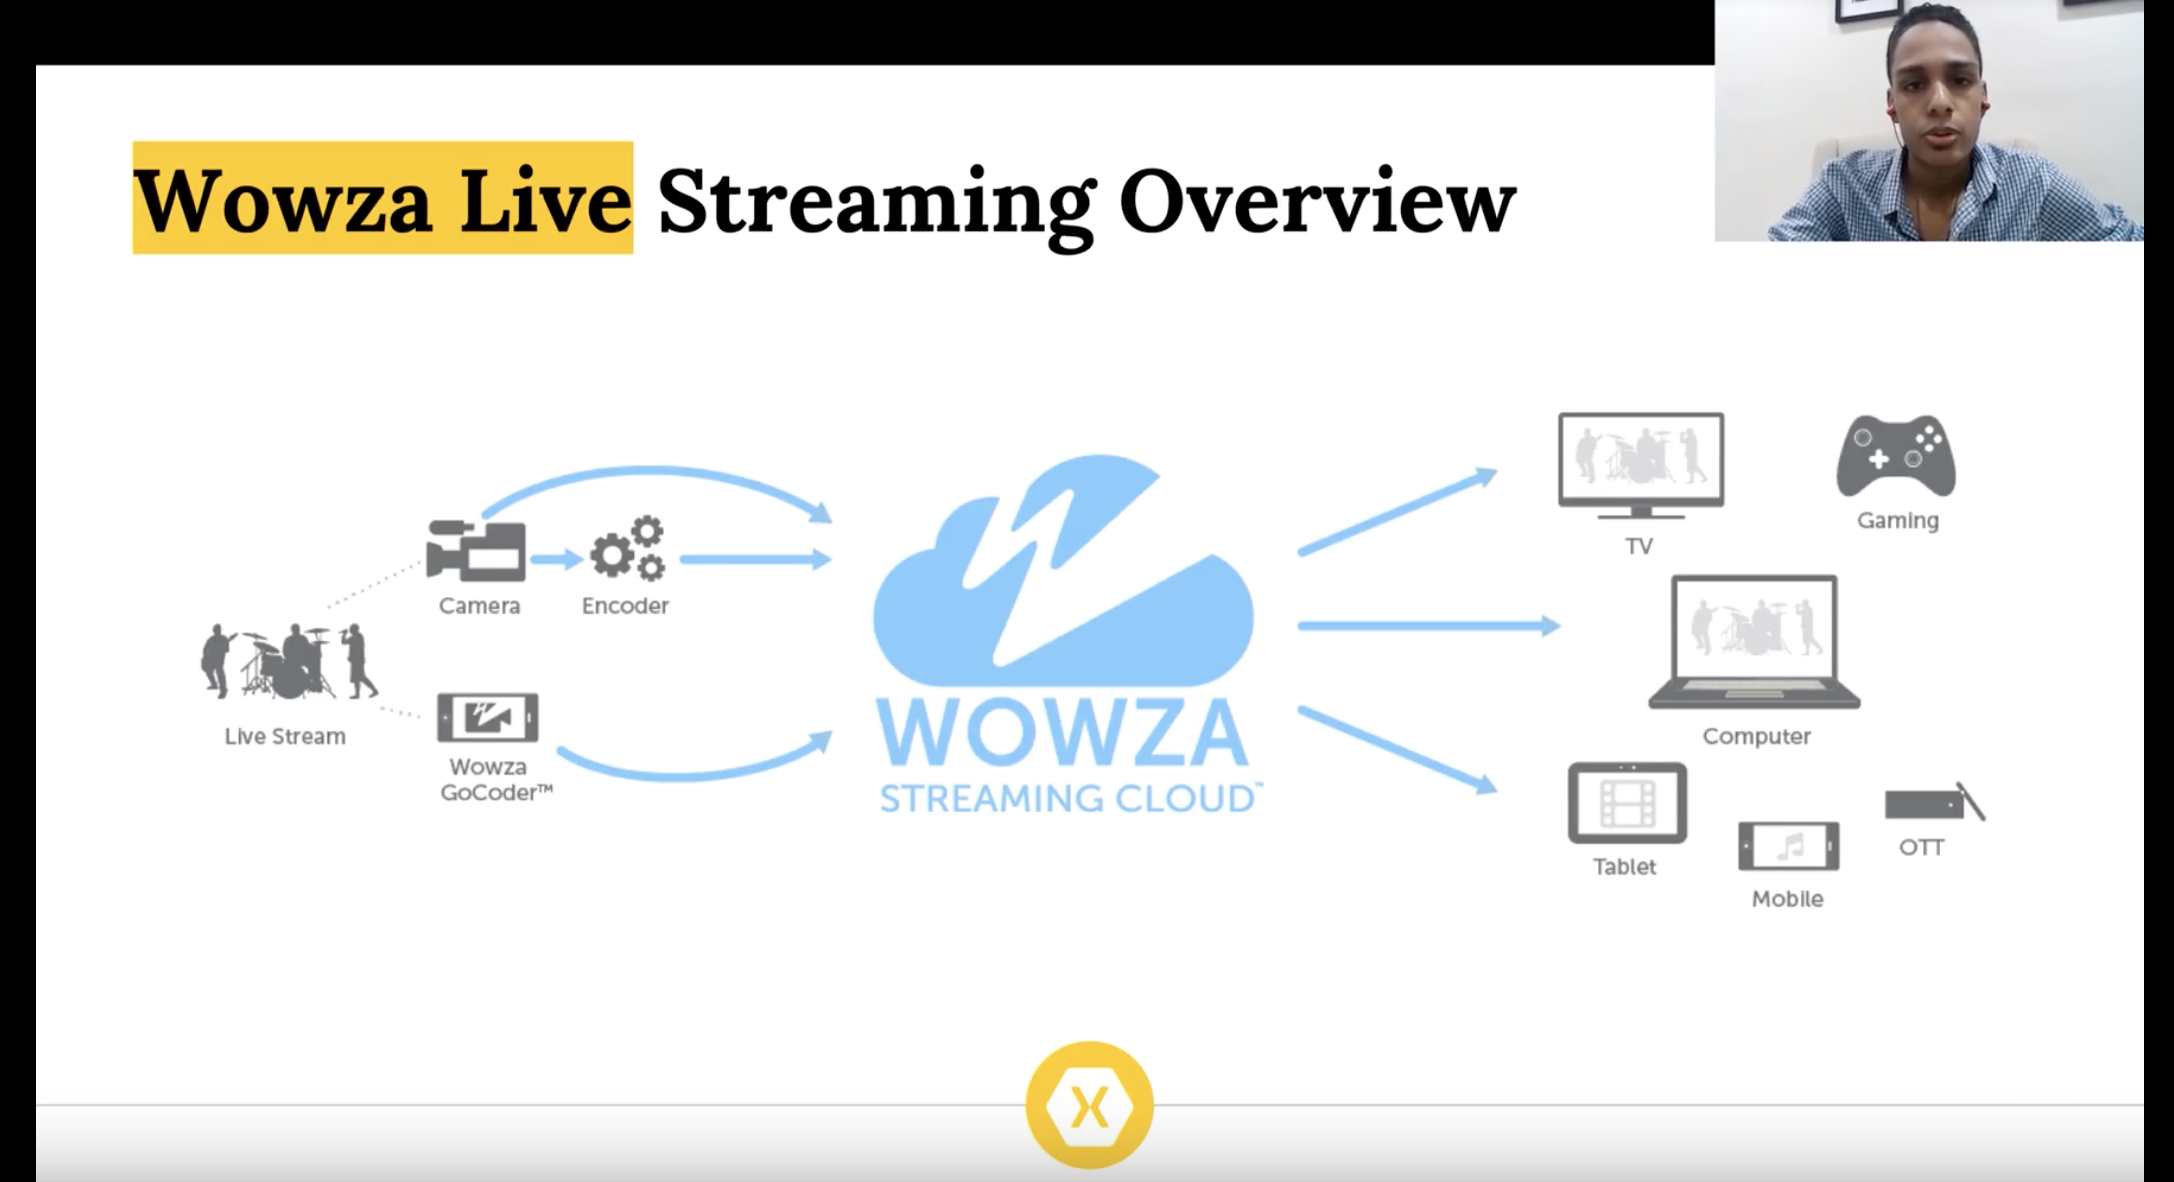 Wowza Live Streaming Overview
Camera
Encoder
Live Stream
Wowza
GoCoder™
WOWZA
STREAMING CLOUD™
TV
Gaming
Computer
Tablet
Mobile
OTT
X